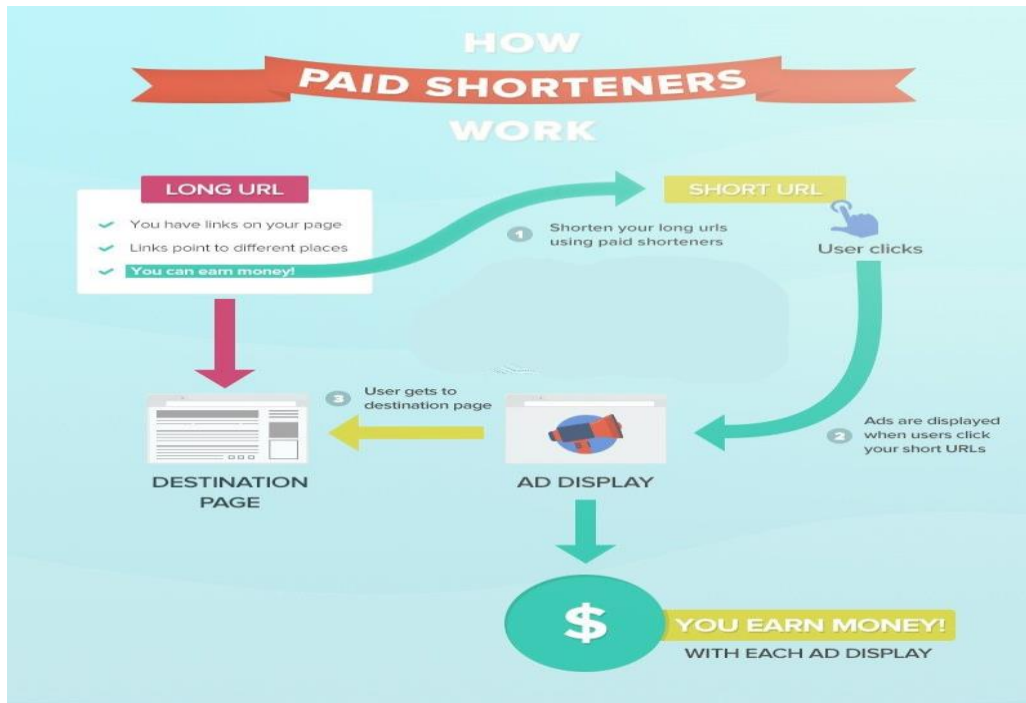 HOW
PAID SHORTENERS
WORK
LONG URL
You have links on your page
Links point to different places
You can earn money!
SHORT URL
1
Shorten your long urls
using paid shorteners
User clicks
3
User gets to
destination page
2
Ads are displayed
when users click
your short URLs
DESTINATION
PAGE
AD DISPLAY
$
YOU EARN MONEY!
WITH EACH AD DISPLAY